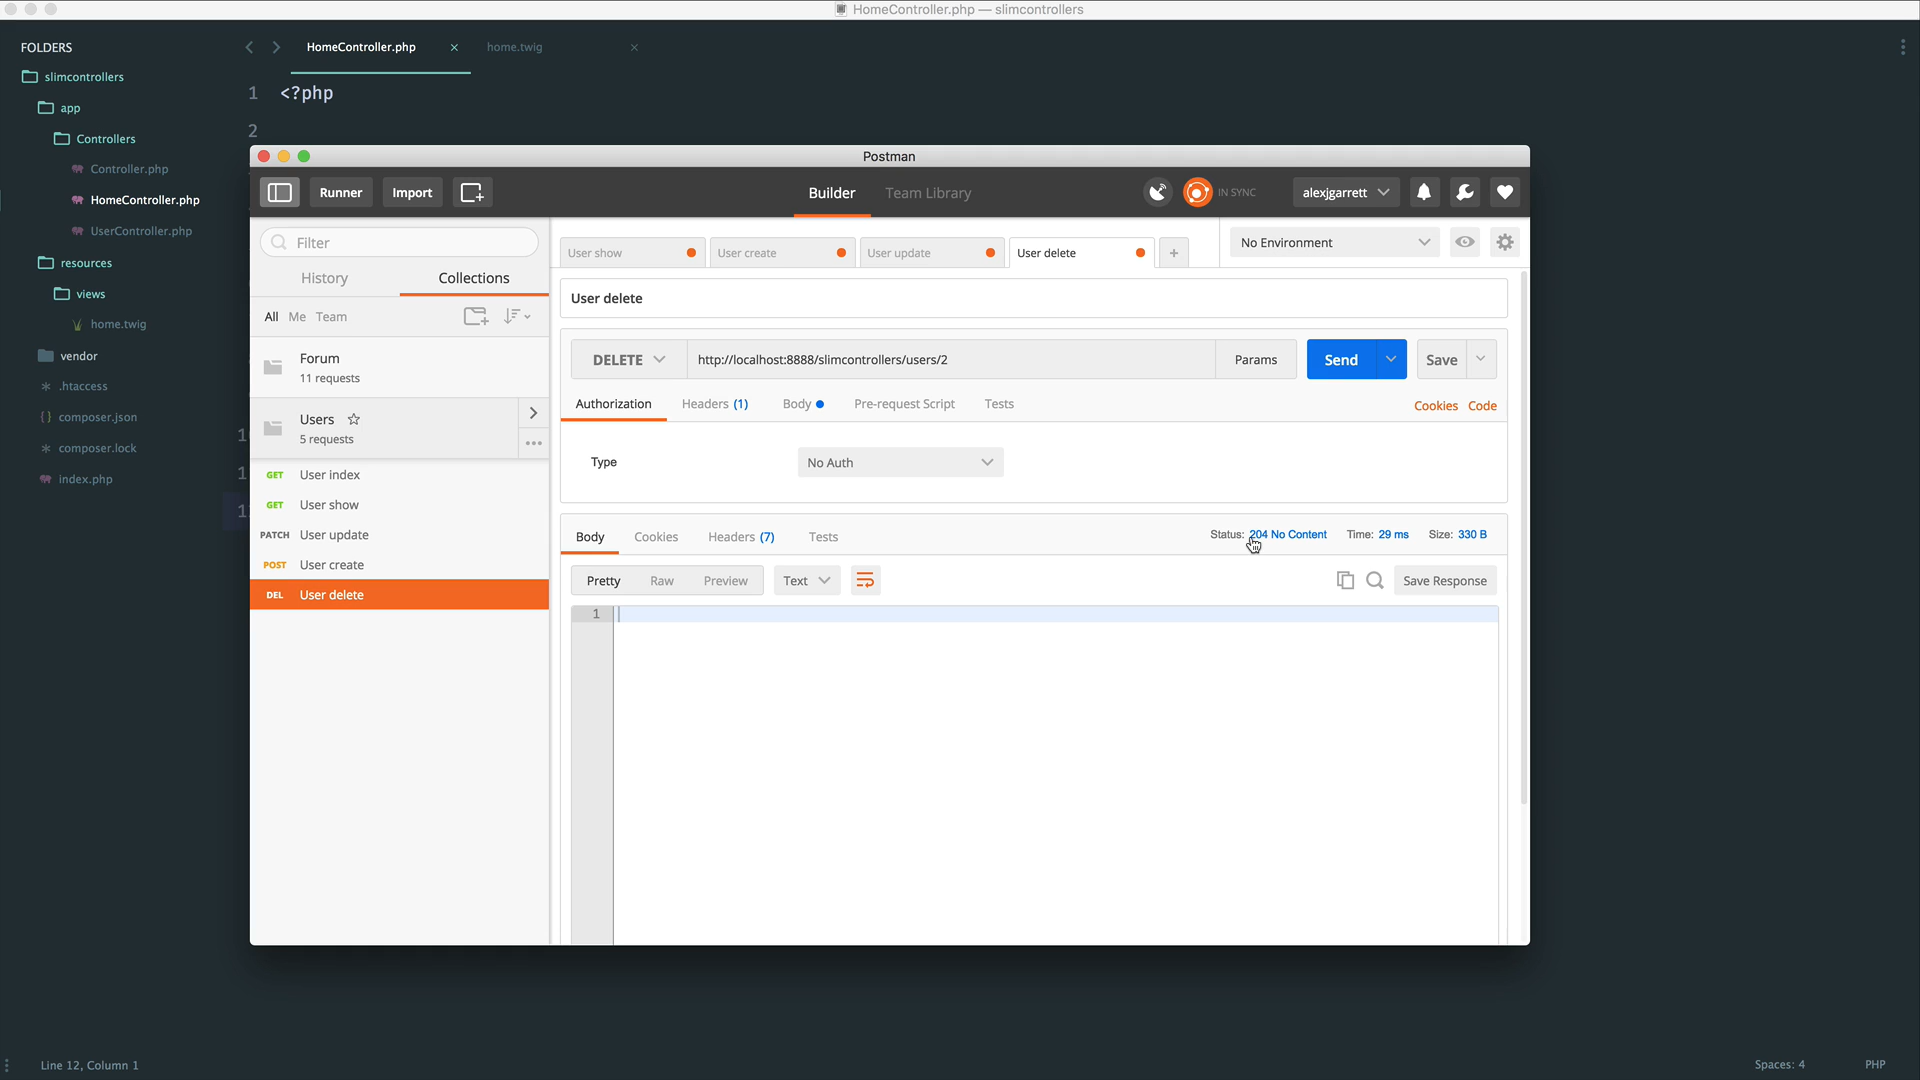 HomeController.php — slimcontrollers
FOLDERS
slimcontrollers
app
Controllers
Controller.php
HomeController.php
UserController.php
resources
views
home.twig
vendor
.htaccess
composer.json
composer.lock
index.php
HomeController.php
home.twig
1 <?php
2
Postman
Runner
Import
Builder
Team Library
IN SYNC
alexjgarrett
Filter
History
Collections
All Me Team
Forum
11 requests
Users
5 requests
GET User index
GET User show
PATCH User update
POST User create
DEL User delete
User show
User create
User update
User delete
+
No Environment
User delete
DELETE
http://localhost:8888/slimcontrollers/users/2
Params
Send
Save
Authorization
Headers (1)
Body
Pre-request Script
Tests
Cookies
Code
Type
No Auth
Body
Cookies
Headers (7)
Tests
Status: 204 No Content
Time: 29 ms
Size: 330 B
Pretty
Raw
Preview
Text
Save Response
1
Line 12, Column 1
Spaces: 4
PHP